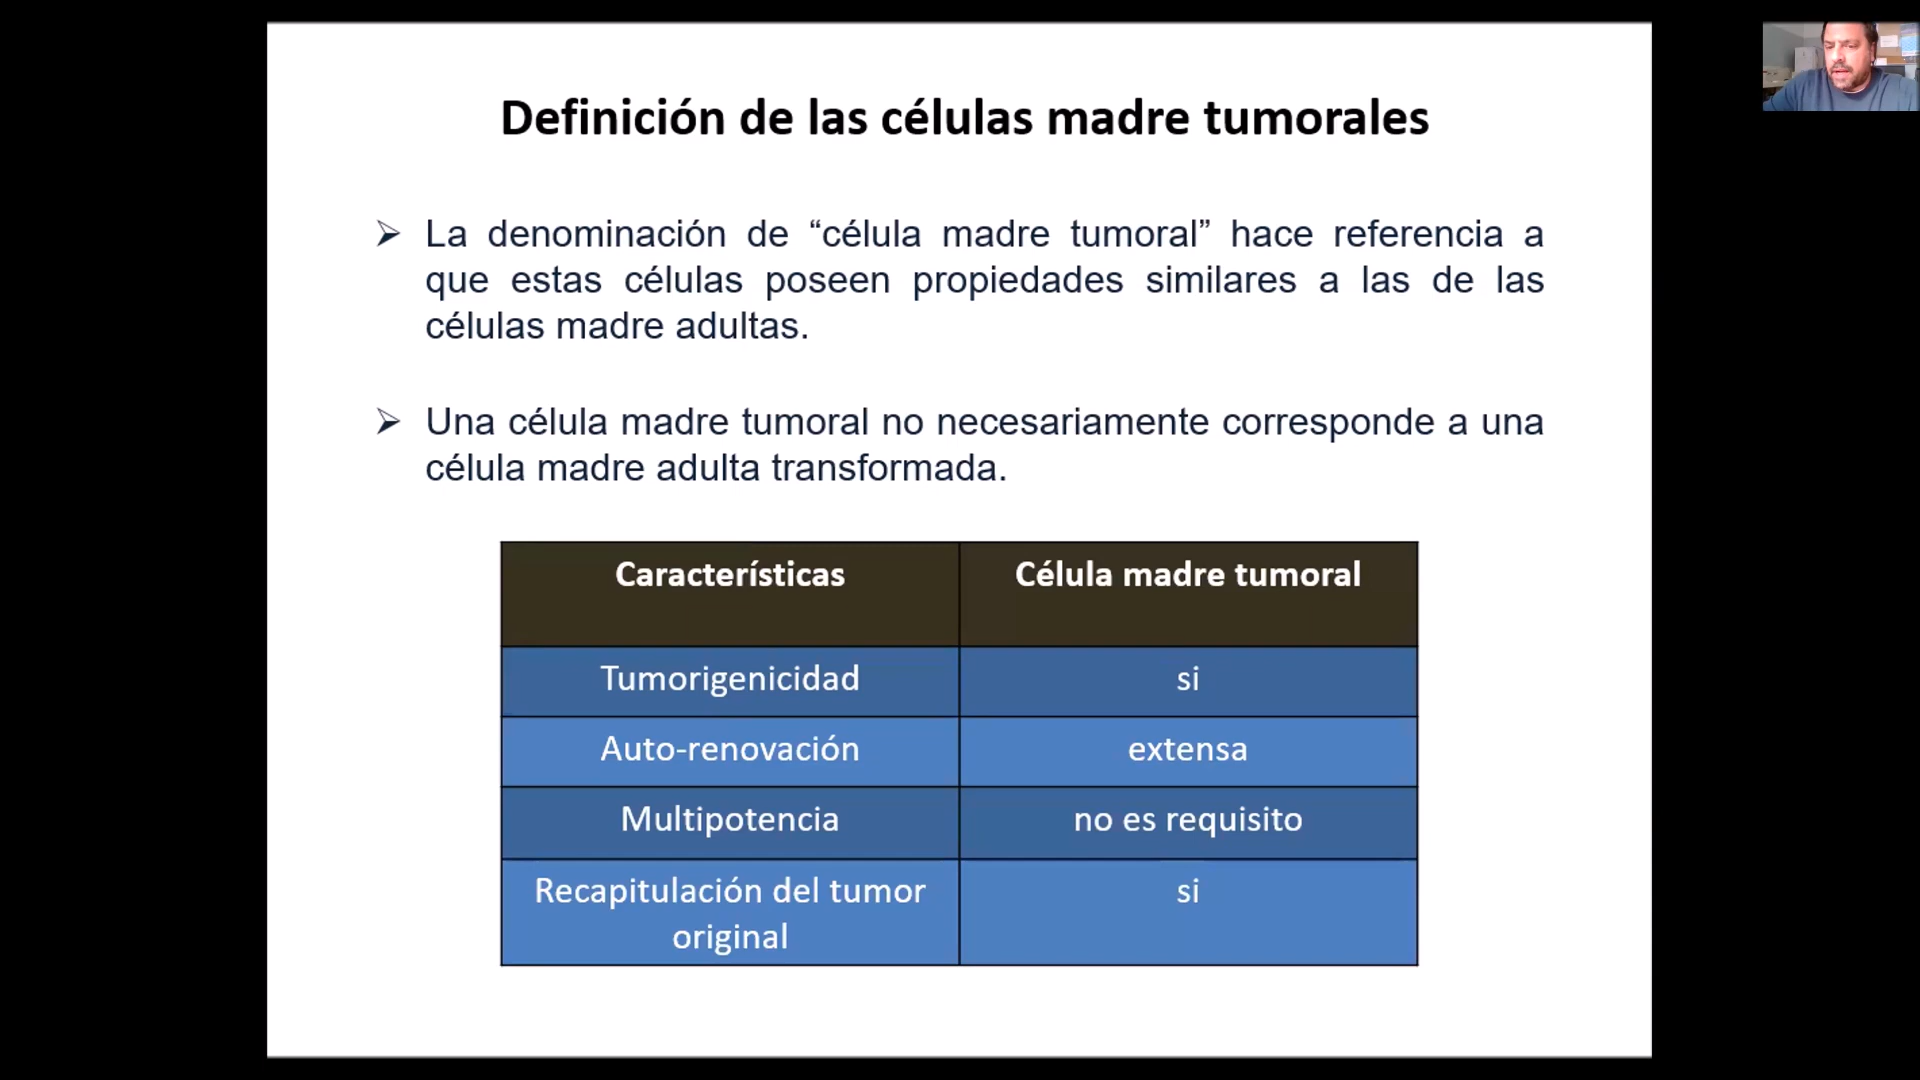 Definición de las células madre tumorales
➢ La denominación de “célula madre tumoral” hace referencia a
que estas células poseen propiedades similares a las de las
células madre adultas.
➢ Una célula madre tumoral no necesariamente corresponde a una
célula madre adulta transformada.
Características Célula madre tumoral
Tumorigenicidad si
Auto-renovación extensa
Multipotencia no es requisito
Recapitulación del tumor si
original